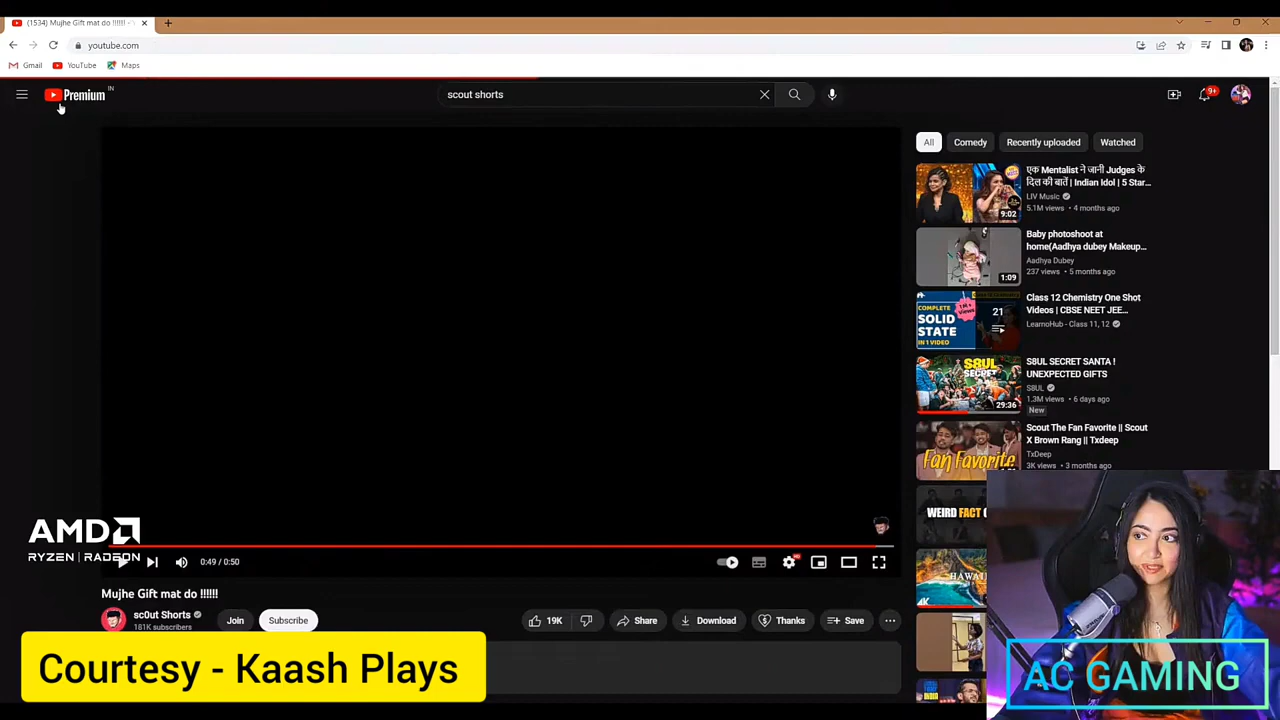 (1534) Mujhe Gift mat do !!!!!!! -
youtube.com
Gmail YouTube Maps
Premium IN
scout shorts
9+
All Comedy Recently uploaded Watched
एक Mentalist ने जानी Judges के
दिल की बातें | Indian Idol | 5 Star...
LIV Music
5.1M views • 4 months ago
9:02
Baby photoshoot at
home(Aadhya dubey Makeup...
Aadhya Dubey
237 views • 5 months ago
1:09
COMPLETE
SOLID
STATE
IN 1 VIDEO
21
Class 12 Chemistry One Shot
Videos | CBSE NEET JEE...
LearnoHub - Class 11, 12
S8UL
SECRET
29:36
S8UL SECRET SANTA !
UNEXPECTED GIFTS
S8UL
1.3M views • 6 days ago
New
Fan Favorite
Scout The Fan Favorite || Scout
X Brown Rang || Txdeep
TxDeep
3K views • 3 months ago
WEIRD FACT
HAWAI
4K
AMD
RYZEN | RADEON
0:49 / 0:50
HD
Mujhe Gift mat do !!!!!!
sc0ut Shorts
181K subscribers
Join Subscribe
19K Share Download Thanks Save
Courtesy - Kaash Plays
AC GAMING